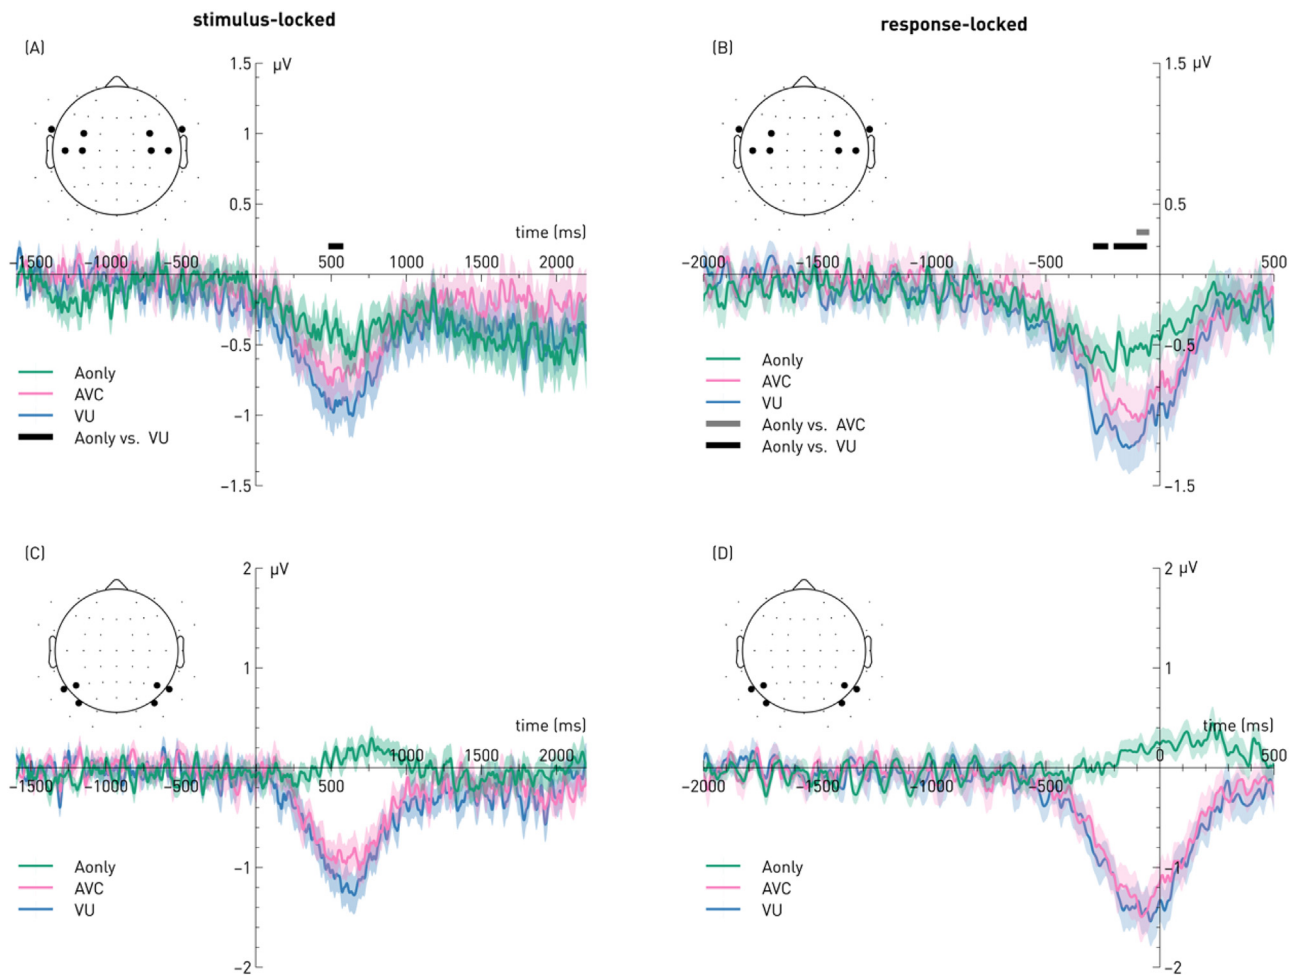 stimulus-locked
response-locked
(A)
1.5 µV
1
0.5
time (ms)
−1500 −1000 −500 500 1000 1500 2000
−0.5
−1
−1.5
Aonly
AVC
VU
Aonly vs. VU
(B)
1.5 µV
1
0.5
−2000 −1500 −1000 −500 500
−0.5
−1.5
Aonly
AVC
VU
Aonly vs. AVC
Aonly vs. VU
(C)
2 µV
1
time (ms)
−1500 −1000 −500 500 1000 1500 2000
−1
−2
Aonly
AVC
VU
(D)
2 µV
1
time (ms)
−2000 −1500 −1000 −500 0 500
−1
−2
Aonly
AVC
VU